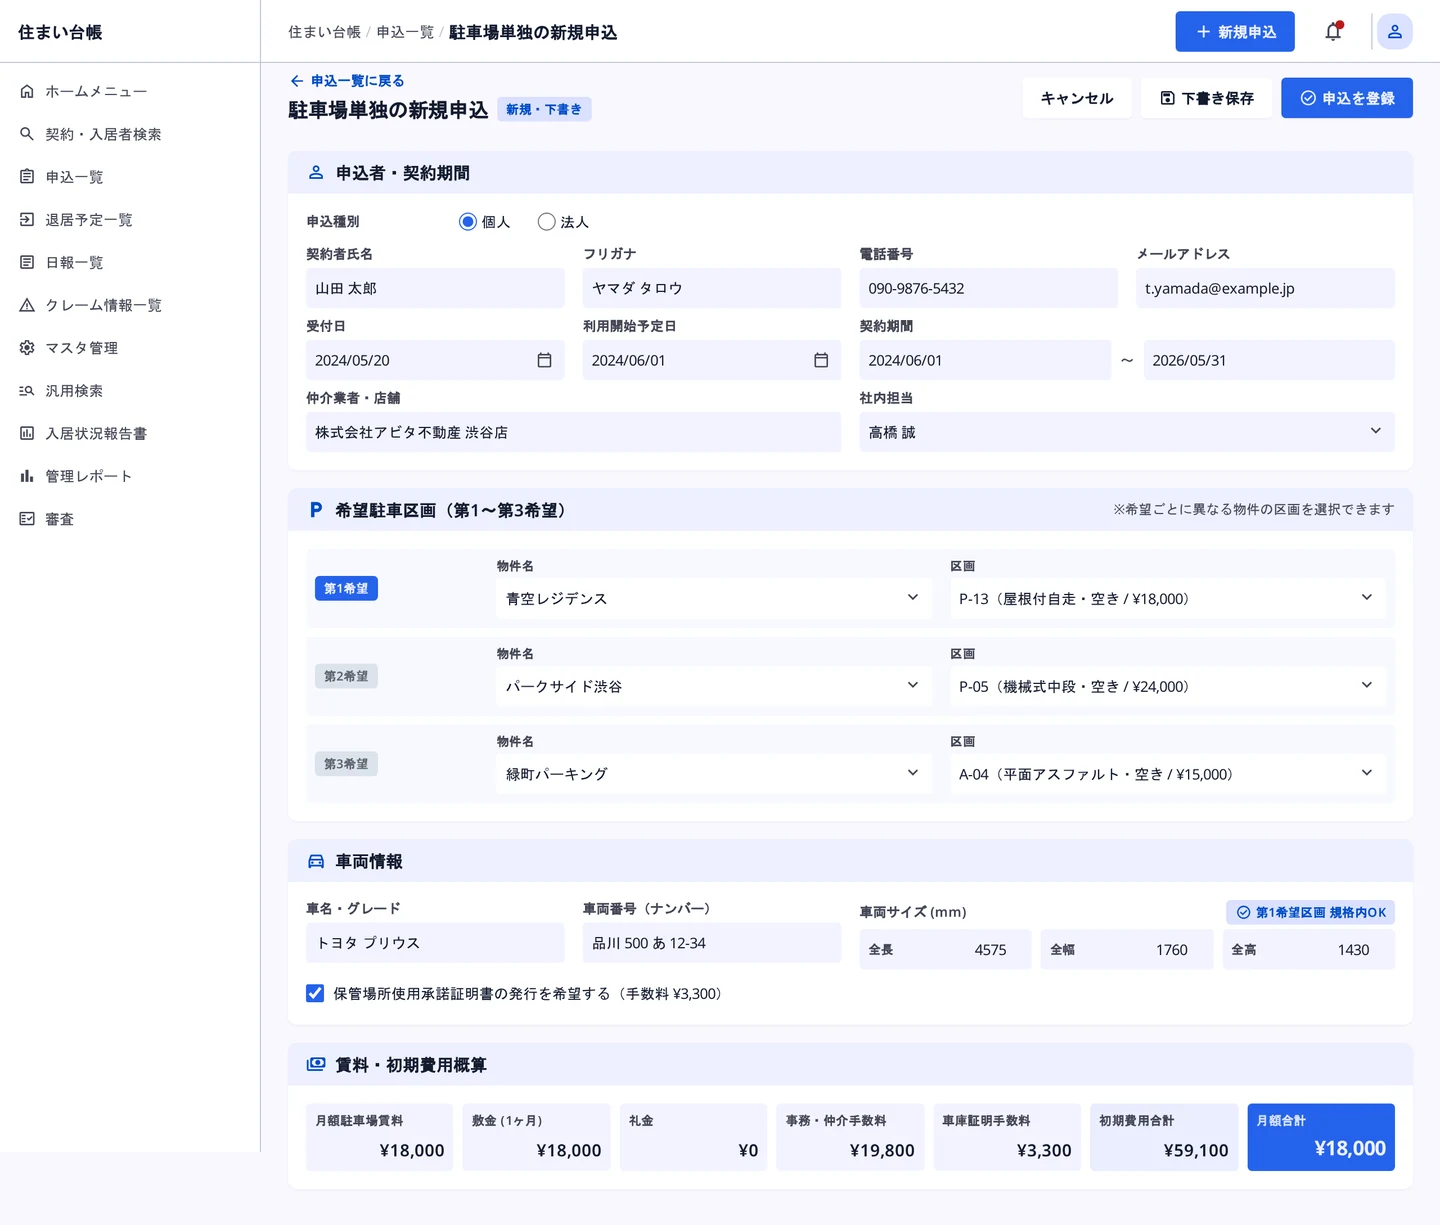 住まい台帳
住まい台帳 / 申込一覧 / 駐車場単独の新規申込
新規申込
ホームメニュー
契約・入居者検索
申込一覧
退居予定一覧
日報一覧
クレーム情報一覧
マスタ管理
汎用検索
入居状況報告書
管理レポート
審査
申込一覧に戻る
駐車場単独の新規申込 新規・下書き
キャンセル 下書き保存 申込を登録
申込者・契約期間
申込種別 個人 法人
契約者氏名 フリガナ 電話番号 メールアドレス
山田 太郎 ヤマダ タロウ 090-9876-5432 t.yamada@example.jp
受付日 利用開始予定日 契約期間
2024/05/20 2024/06/01 2024/06/01 〜 2026/05/31
仲介業者・店舗 社内担当
株式会社アビタ不動産 渋谷店 高橋 誠
P 希望駐車区画（第1〜第3希望） ※希望ごとに異なる物件の区画を選択できます
物件名 区画
第1希望 青空レジデンス P-13（屋根付自走・空き / ¥18,000）
物件名 区画
第2希望 パークサイド渋谷 P-05（機械式中段・空き / ¥24,000）
物件名 区画
第3希望 緑町パーキング A-04（平面アスファルト・空き / ¥15,000）
車両情報
車名・グレード 車両番号（ナンバー） 車両サイズ (mm) 第1希望区画 規格内OK
トヨタ プリウス 品川 500 あ 12-34 全長 4575 全幅 1760 全高 1430
保管場所使用承諾証明書の発行を希望する（手数料 ¥3,300）
賃料・初期費用概算
月額駐車場賃料 敷金 (1ヶ月) 礼金 事務・仲介手数料 車庫証明手数料 初期費用合計 月額合計
¥18,000 ¥18,000 ¥0 ¥19,800 ¥3,300 ¥59,100 ¥18,000